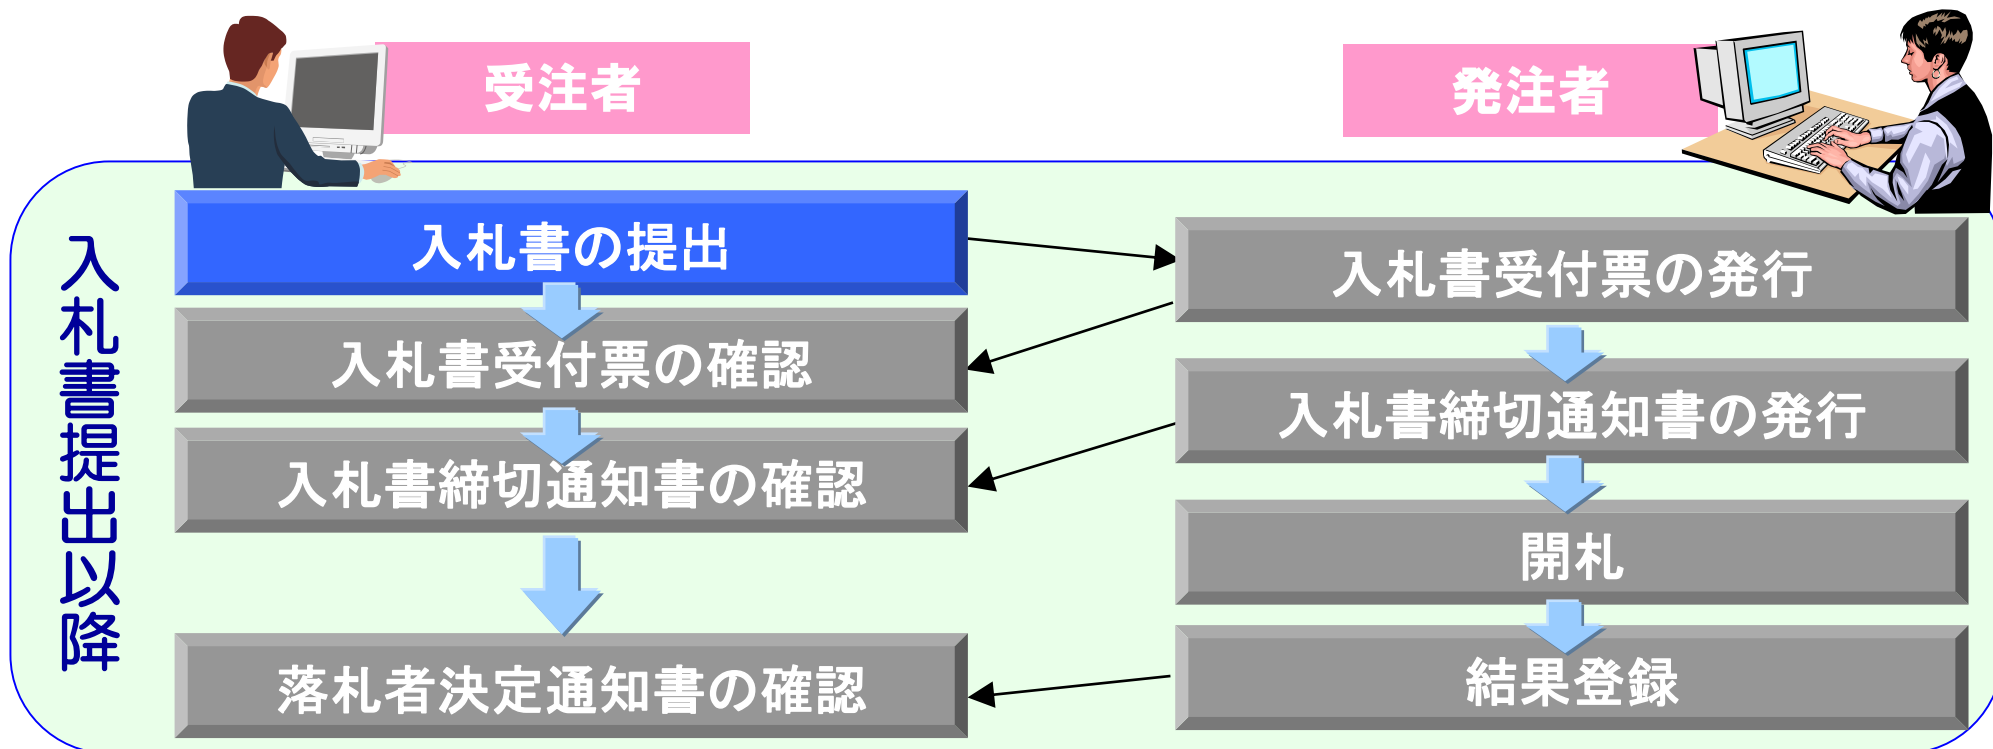 受注者
発注者
入札書提出以降
入札書の提出
入札書受付票の確認
入札書締切通知書の確認
落札者決定通知書の確認
入札書受付票の発行
入札書締切通知書の発行
開札
結果登録